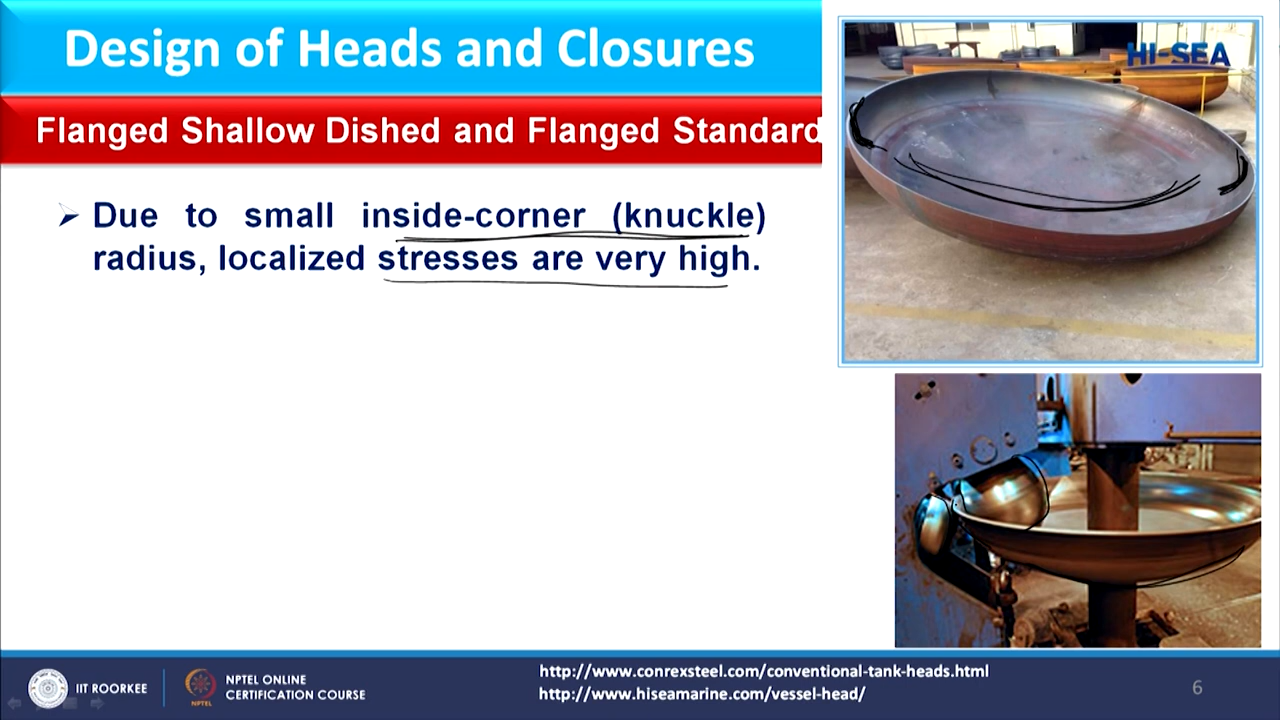 Design of Heads and Closures
Flanged Shallow Dished and Flanged Standard
➢ Due to small inside-corner (knuckle)
radius, localized stresses are very high.
HI-SEA
IIT ROORKEE
NPTEL
NPTEL ONLINE
CERTIFICATION COURSE
http://www.conrexsteel.com/conventional-tank-heads.html
http://www.hiseamarine.com/vessel-head/
6